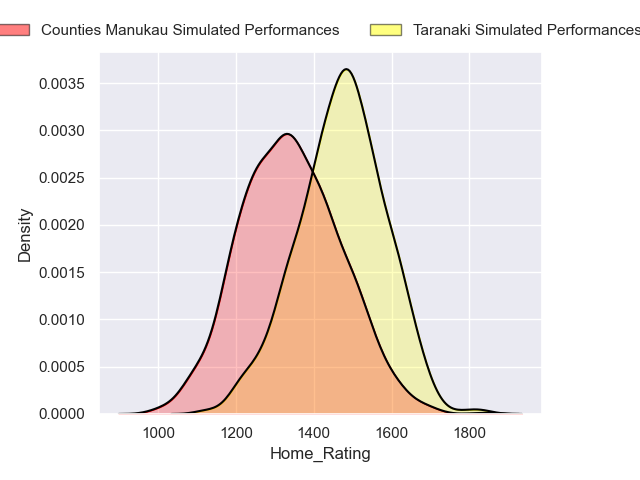 Counties Manukau Simulated Performances
Taranaki Simulated Performances
0.0035
0.0030
0.0025
0.0020
0.0015
0.0010
0.0005
0.0000
Density
1000 1200 1400 1600 1800
Home_Rating